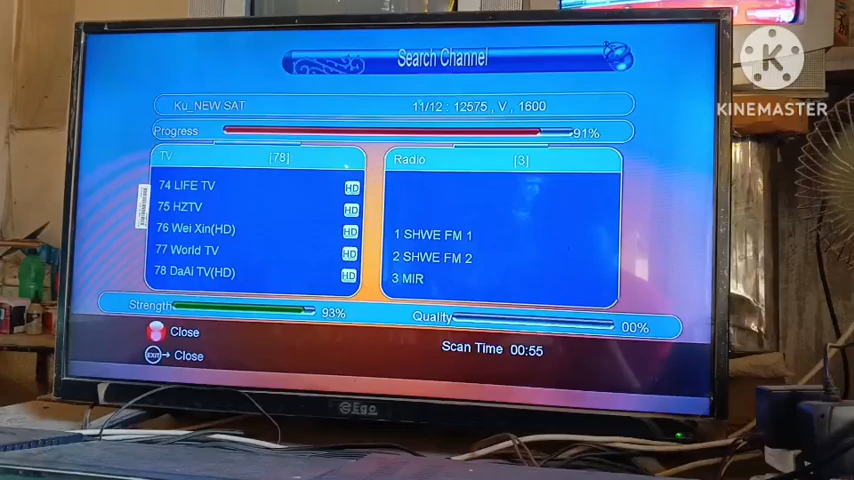 Search Channel
Ku_NEW SAT
11/12 : 12575 , V , 1600
Progress
91%
TV
[78]
74 LIFE TV
HD
75 HZTV
HD
76 Wei Xin(HD)
HD
77 World TV
HD
78 DaAi TV(HD)
HD
Radio
[3]
1 SHWE FM 1
2 SHWE FM 2
3 MIR
Strength
93%
Quality
00%
Close
EXIT
Close
Scan Time 00:55
Ego
K
KINEMASTER